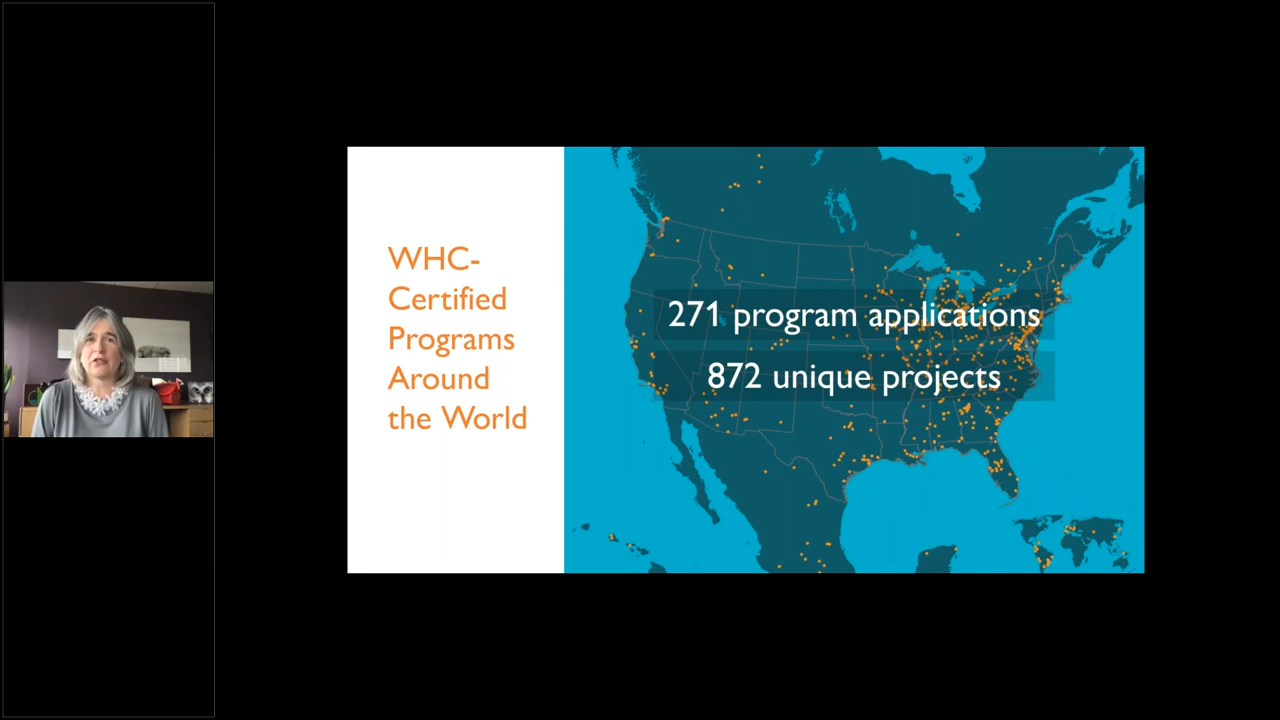 WHC-
Certified
Programs
Around
the World
271 program applications
872 unique projects